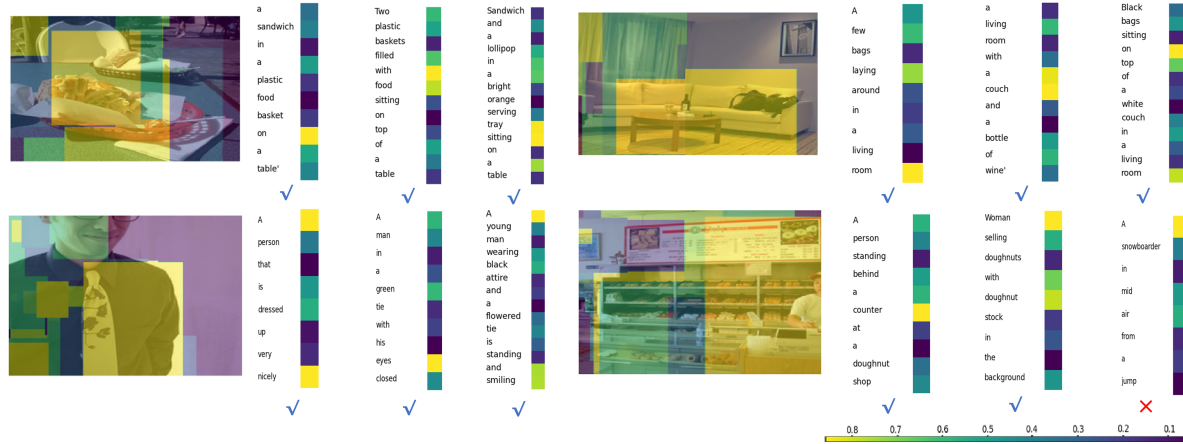 a
sandwich
in
a
plastic
food
basket
on
a
table'
Two
plastic
baskets
filled
with
food
sitting
on
top
of
a
table
Sandwich
and
a
lollipop
in
a
bright
orange
serving
tray
sitting
on
a
table
A
few
bags
laying
around
in
a
living
room
a
living
room
with
a
couch
and
a
bottle
of
wine'
Black
bags
sitting
on
top
of
a
white
couch
in
a
living
room
A
person
that
is
dressed
up
very
nicely
A
man
in
a
green
tie
with
his
eyes
closed
A
young
man
wearing
black
attire
and
a
flowered
tie
is
standing
and
smiling
A
person
standing
behind
a
counter
at
a
doughnut
shop
Woman
selling
doughnuts
with
doughnut
stock
in
the
background
A
snowboarder
in
mid
air
from
a
jump
0.8 0.7 0.6 0.5 0.4 0.3 0.2 0.1